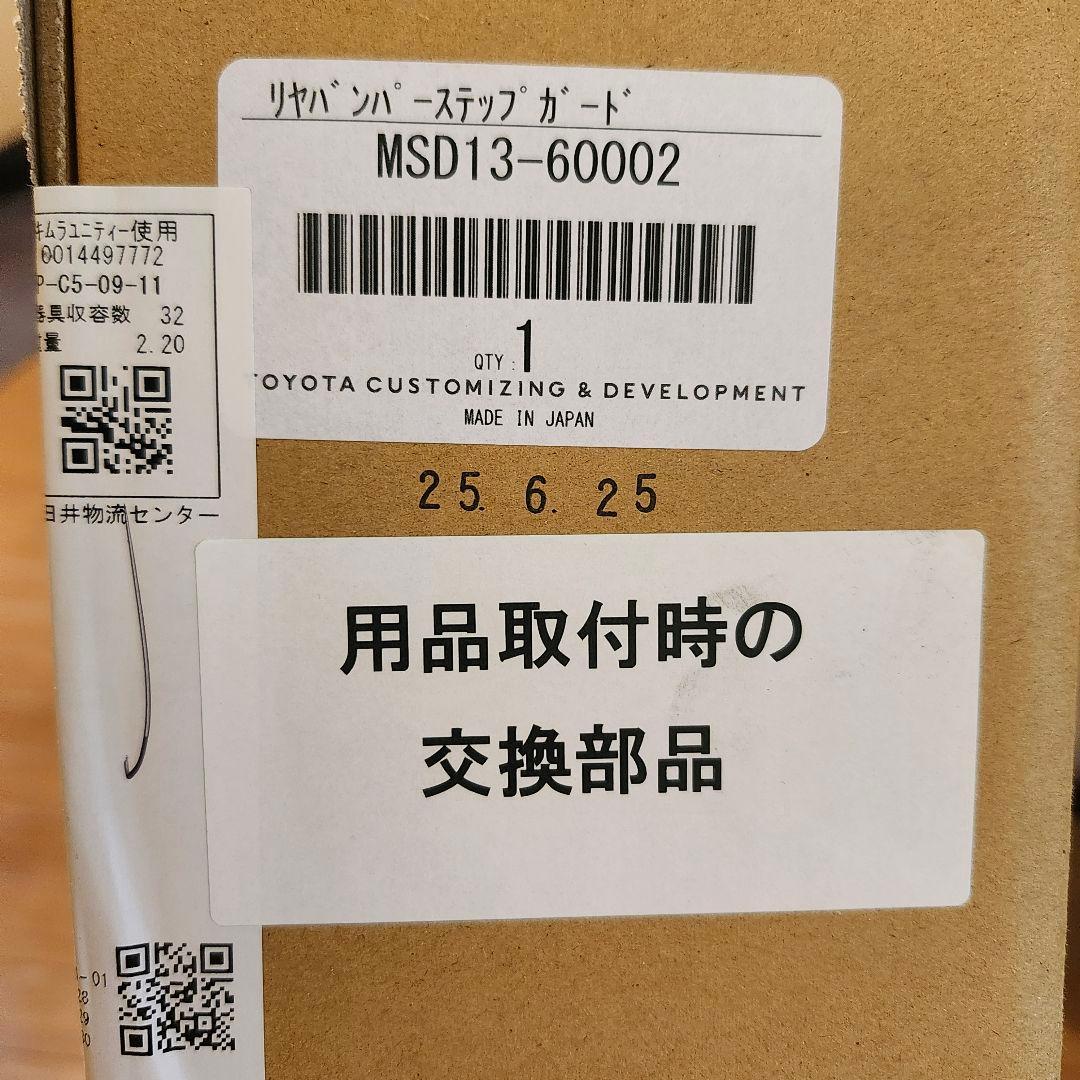 ﾘﾔﾊﾞﾝﾊﾟｰｽﾃｯﾌﾟｶﾞｰﾄﾞ
MSD13-60002
QTY : 1
TOYOTA CUSTOMIZING & DEVELOPMENT
MADE IN JAPAN
キムラユニティー使用
0014497772
P-C5-09-11
器具収容数 32
量 2.20
日井物流センター
25. 6. 25
用品取付時の
交換部品
-01